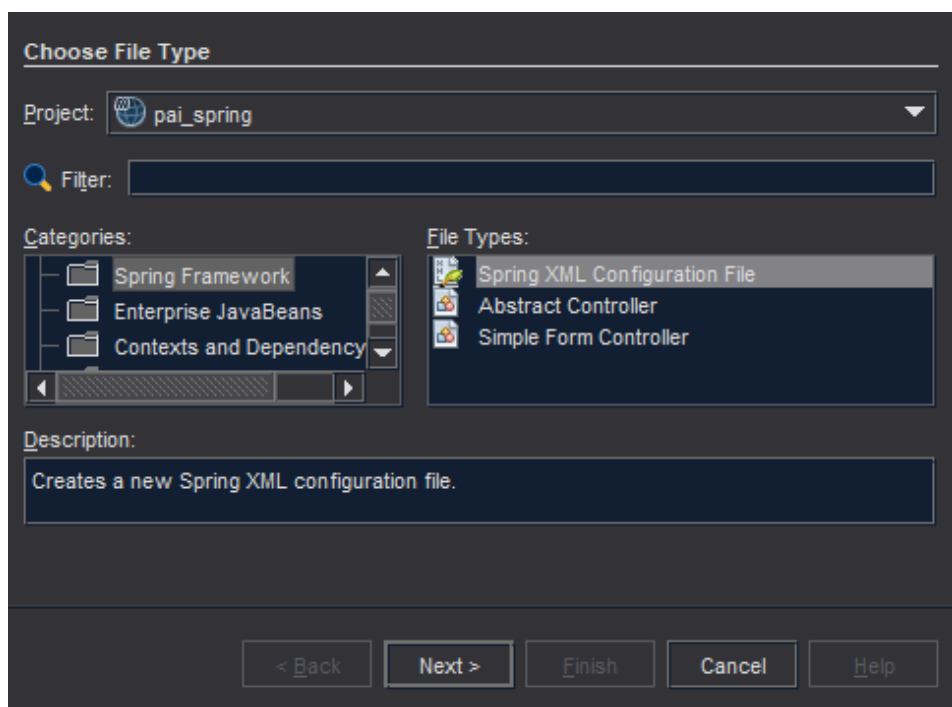 Choose File Type
Project: pai_spring
Filter:
Categories:
File Types:
Spring Framework
Enterprise JavaBeans
Contexts and Dependency
Spring XML Configuration File
Abstract Controller
Simple Form Controller
Description:
Creates a new Spring XML configuration file.
< Back
Next >
Finish
Cancel
Help